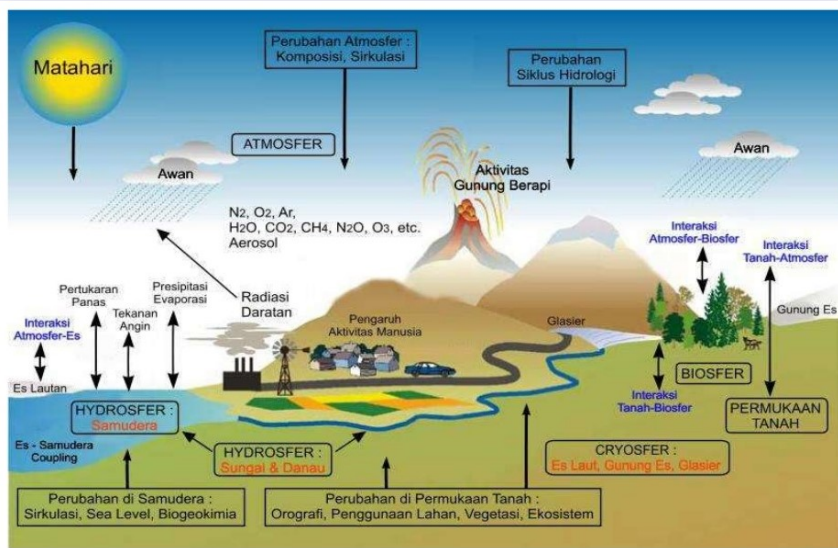 Matahari
Perubahan Atmosfer :
Komposisi, Sirkulasi
Perubahan
Siklus Hidrologi
ATMOSFER
Awan
Aktivitas
Gunung Berapi
Awan
N2, O2, Ar,
H2O, CO2, CH4, N2O, O3, etc.
Aerosol
Interaksi
Atmosfer-Biosfer
Interaksi
Tanah-Atmosfer
Pertukaran
Panas
Presipitasi
Evaporasi
Tekanan
Angin
Radiasi
Daratan
Pengaruh
Aktivitas Manusia
Glasier
Gunung Es
Interaksi
Atmosfer-Es
Es Lautan
BIOSFER
Interaksi
Tanah-Biosfer
PERMUKAAN
TANAH
HYDROSFER :
Samudera
Es - Samudera
Coupling
HYDROSFER :
Sungai & Danau
CRYOSFER :
Es Laut, Gunung Es, Glasier
Perubahan di Samudera :
Sirkulasi, Sea Level, Biogeokimia
Perubahan di Permukaan Tanah :
Orografi, Penggunaan Lahan, Vegetasi, Ekosistem